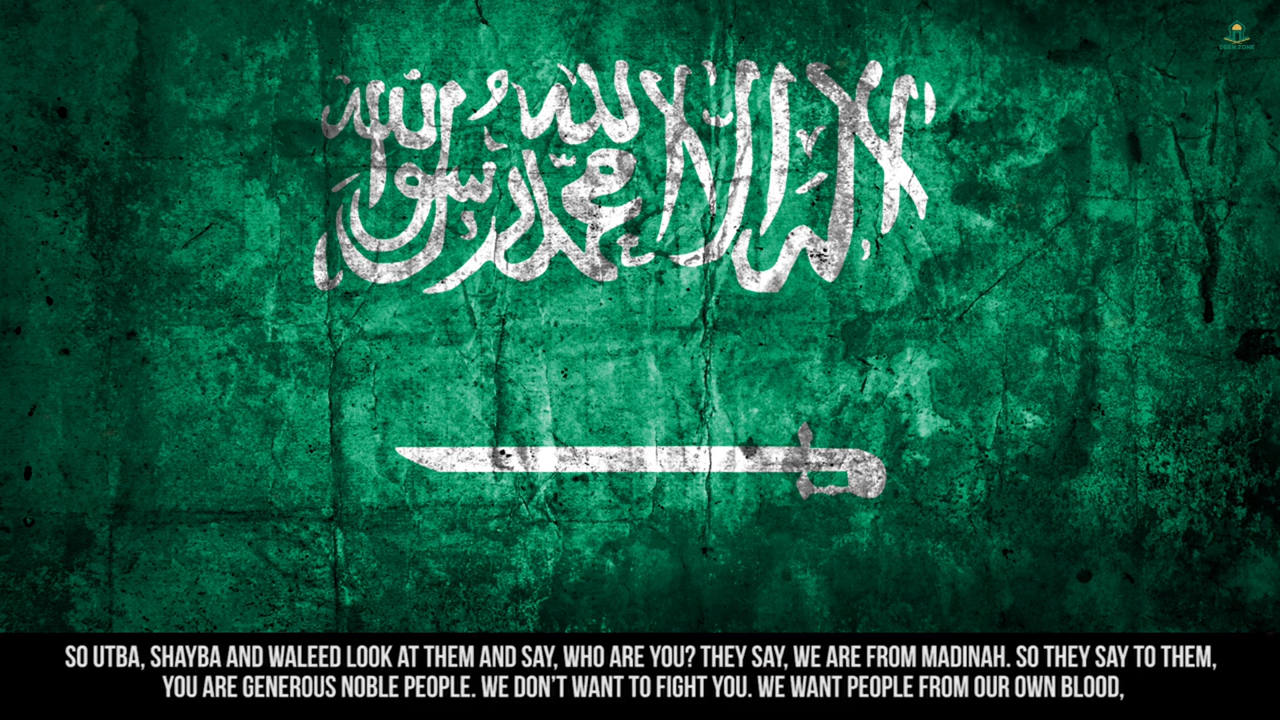 لا إله إلا الله محمد رسول الله
DEEN ZONE
SO UTBA, SHAYBA AND WALEED LOOK AT THEM AND SAY, WHO ARE YOU? THEY SAY, WE ARE FROM MADINAH. SO THEY SAY TO THEM,
YOU ARE GENEROUS NOBLE PEOPLE. WE DON'T WANT TO FIGHT YOU. WE WANT PEOPLE FROM OUR OWN BLOOD,